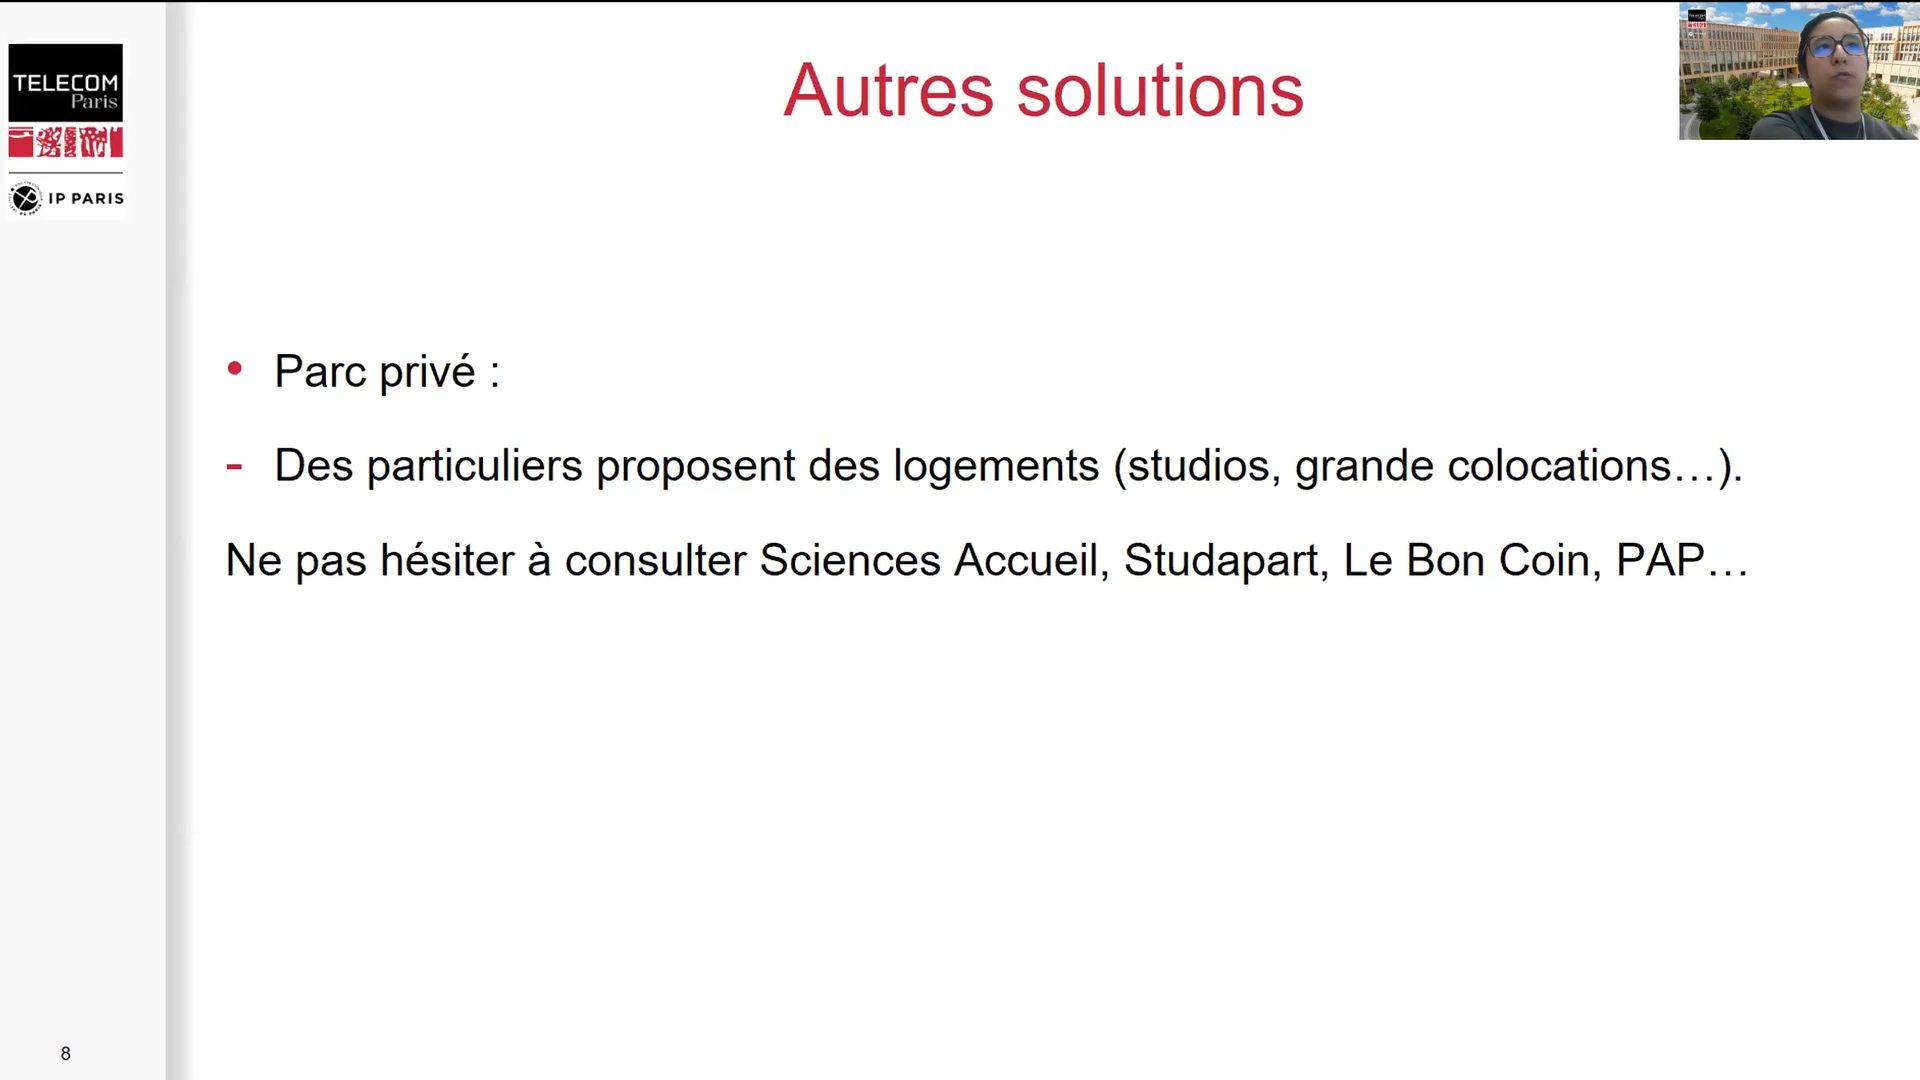 TELECOM
Paris
IP PARIS
Autres solutions
• Parc privé :
- Des particuliers proposent des logements (studios, grande colocations…).
Ne pas hésiter à consulter Sciences Accueil, Studapart, Le Bon Coin, PAP…
8